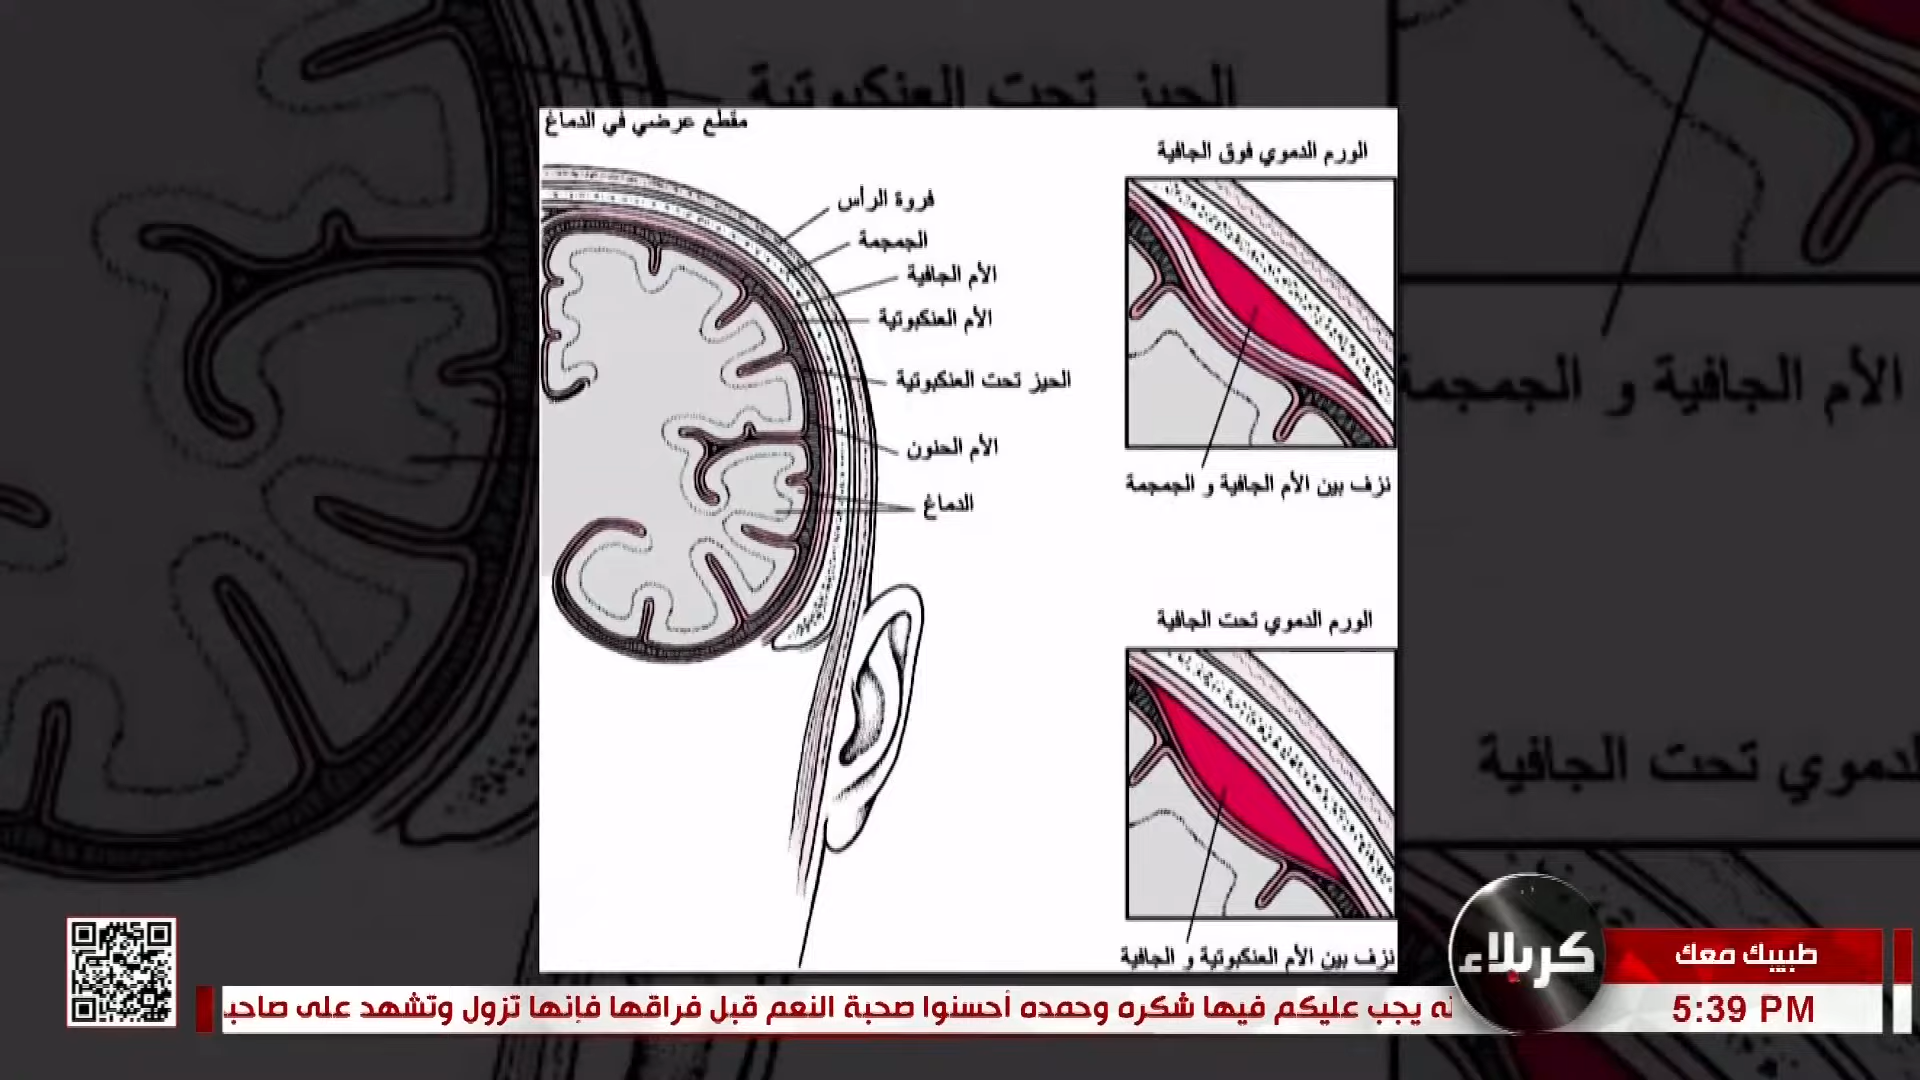 مقطع عرضي في الدماغ
فروة الرأس
الجمجمة
الأم الجافية
الأم العنكبوتية
الحيز تحت العنكبوتية
الأم الحنون
الدماغ
الورم الدموي فوق الجافية
نزف بين الأم الجافية و الجمجمة
الورم الدموي تحت الجافية
نزف بين الأم العنكبوتية و الجافية
الحيز تحت العنكبوتية
الأم الجافية و الجمجمة
تحت الجافية
كربلاء
طبيبك معك
5:39 PM
يجب عليكم فيها شكره وحمده أحسنوا صحبة النعم قبل فراقها فإنها تزول وتشهد على